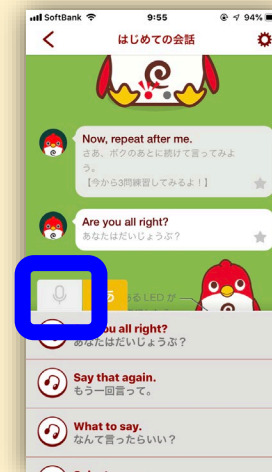 SoftBank 9:55 94%
はじめての会話
Now, repeat after me.
さあ、ボクのあとに続けて言ってみよ
う。
【今から3問練習してみるよ！】
Are you all right?
あなたはだいじょうぶ？
る LED が
ou all right?
あなたはだいじょうぶ？
Say that again.
もう一回言って。
What to say.
なんて言ったらいい？